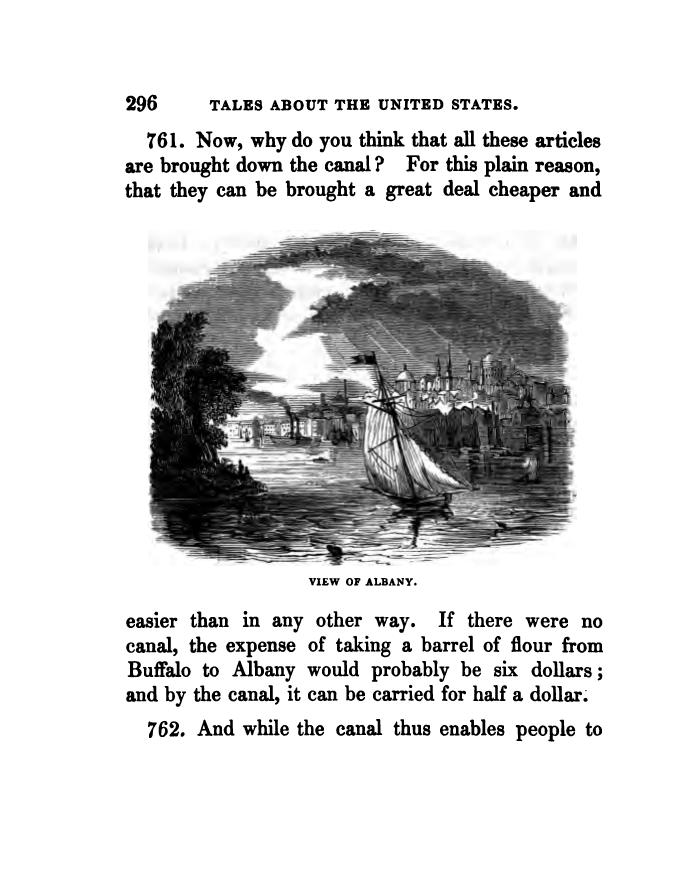 296 TALES ABOUT THE UNITED STATES.
761. Now, why do you think that all these articles
are brought down the canal? For this plain reason,
that they can be brought a great deal cheaper and
VIEW OF ALBANY.
easier than in any other way. If there were no
canal, the expense of taking a barrel of flour from
Buffalo to Albany would probably be six dollars;
and by the canal, it can be carried for half a dollar.
762. And while the canal thus enables people to